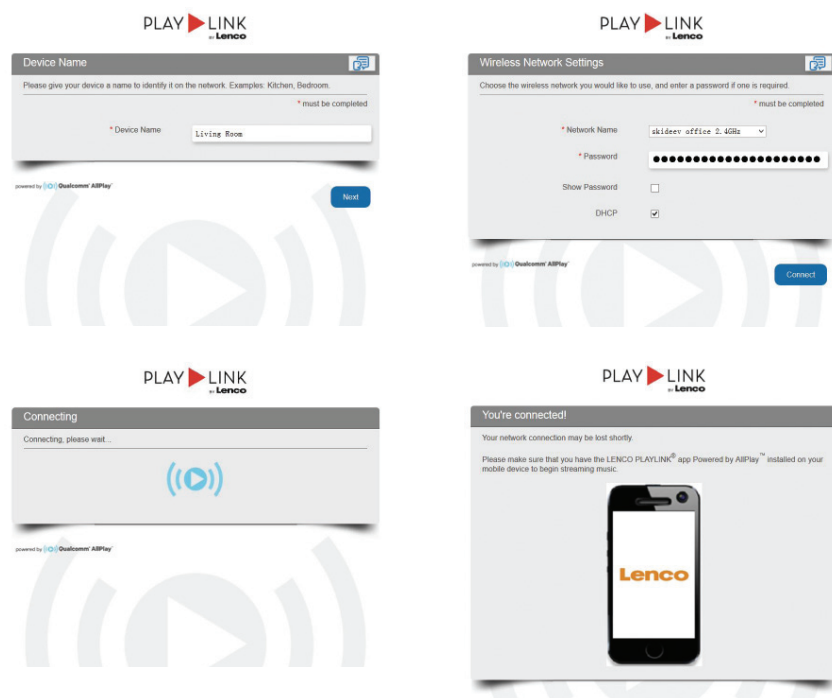 PLAY LINK
BY Lenco
Device Name
Please give your device a name to identify it on the network. Examples: Kitchen, Bedroom.
* must be completed
* Device Name
Living Room
powered by Qualcomm® AllPlay™
Next
PLAY LINK
BY Lenco
Wireless Network Settings
Choose the wireless network you would like to use, and enter a password if one is required.
* must be completed
* Network Name
skideev office 2.4GHz
* Password
●●●●●●●●●●●●●●●●●●●●●
Show Password
DHCP
powered by Qualcomm® AllPlay™
Connect
PLAY LINK
BY Lenco
Connecting
Connecting, please wait...
powered by Qualcomm® AllPlay™
PLAY LINK
BY Lenco
You're connected!
Your network connection may be lost shortly.
Please make sure that you have the LENCO PLAYLINK® app Powered by AllPlay™ installed on your
mobile device to begin streaming music.
Lenco